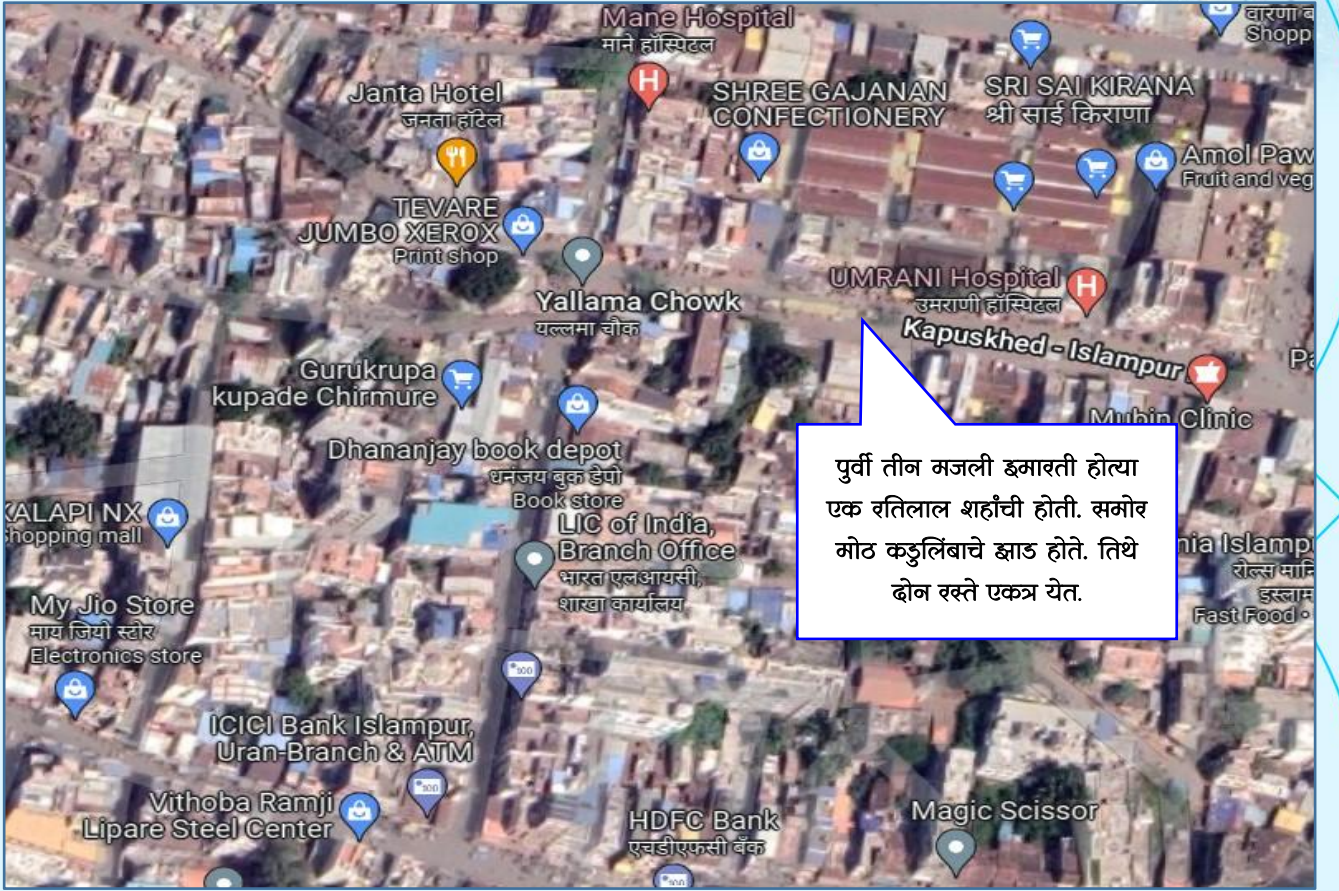 Mane Hospital
माने हॉस्पिटल
Shopp
Janta Hotel
जनता हॉटेल
SHREE GAJANAN
CONFECTIONERY
SRI SAI KIRANA
श्री साई किराणा
Amol Paw
Fruit and veg
TEVARE
JUMBO XEROX
Print shop
Yallama Chowk
यल्लमा चौक
UMRANI Hospital
उमराणी हॉस्पिटल
Kapuskhed - Islampur
Gurukrupa
kupade Chirmure
Mubin Clinic
Dhananjay book depot
धनंजय बुक डेपो
Book store
पुर्वी तीन मजली इमारती होत्या
एक रतिलाल शहाँची होती. समोर
मोठ कडुलिंबाचे झाड होते. तिथे
दोन रस्ते एकत्र येत.
KALAPI NX
shopping mall
LIC of India,
Branch Office
भारत एलआयसी,
शाखा कार्यालय
nia Islamp
रोल्स मानि
इस्लाम
Fast Food •
My Jio Store
माय जियो स्टोर
Electronics store
ICICI Bank Islampur,
Uran-Branch & ATM
Vithoba Ramji
Lipare Steel Center
HDFC Bank
एचडीएफसी बँक
Magic Scissor